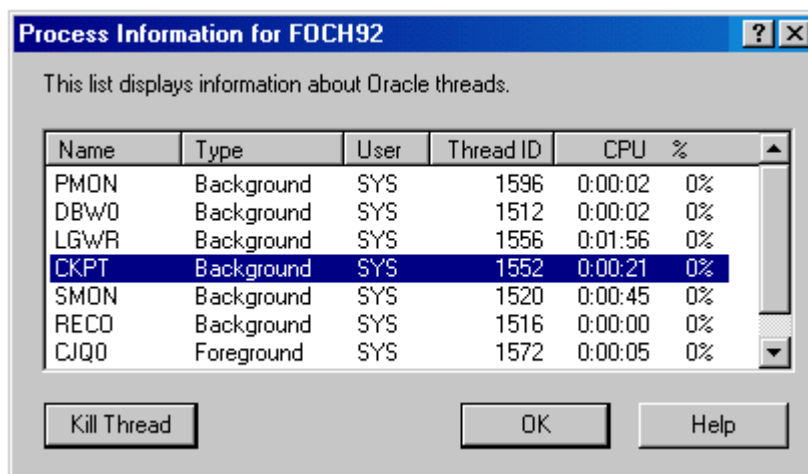 Process Information for FOCH92
This list displays information about Oracle threads.
Name Type User Thread ID CPU %
PMON Background SYS 1596 0:00:02 0%
DBW0 Background SYS 1512 0:00:02 0%
LGWR Background SYS 1556 0:01:56 0%
CKPT Background SYS 1552 0:00:21 0%
SMON Background SYS 1520 0:00:45 0%
RECO Background SYS 1516 0:00:00 0%
CJQ0 Foreground SYS 1572 0:00:05 0%
Kill Thread OK Help